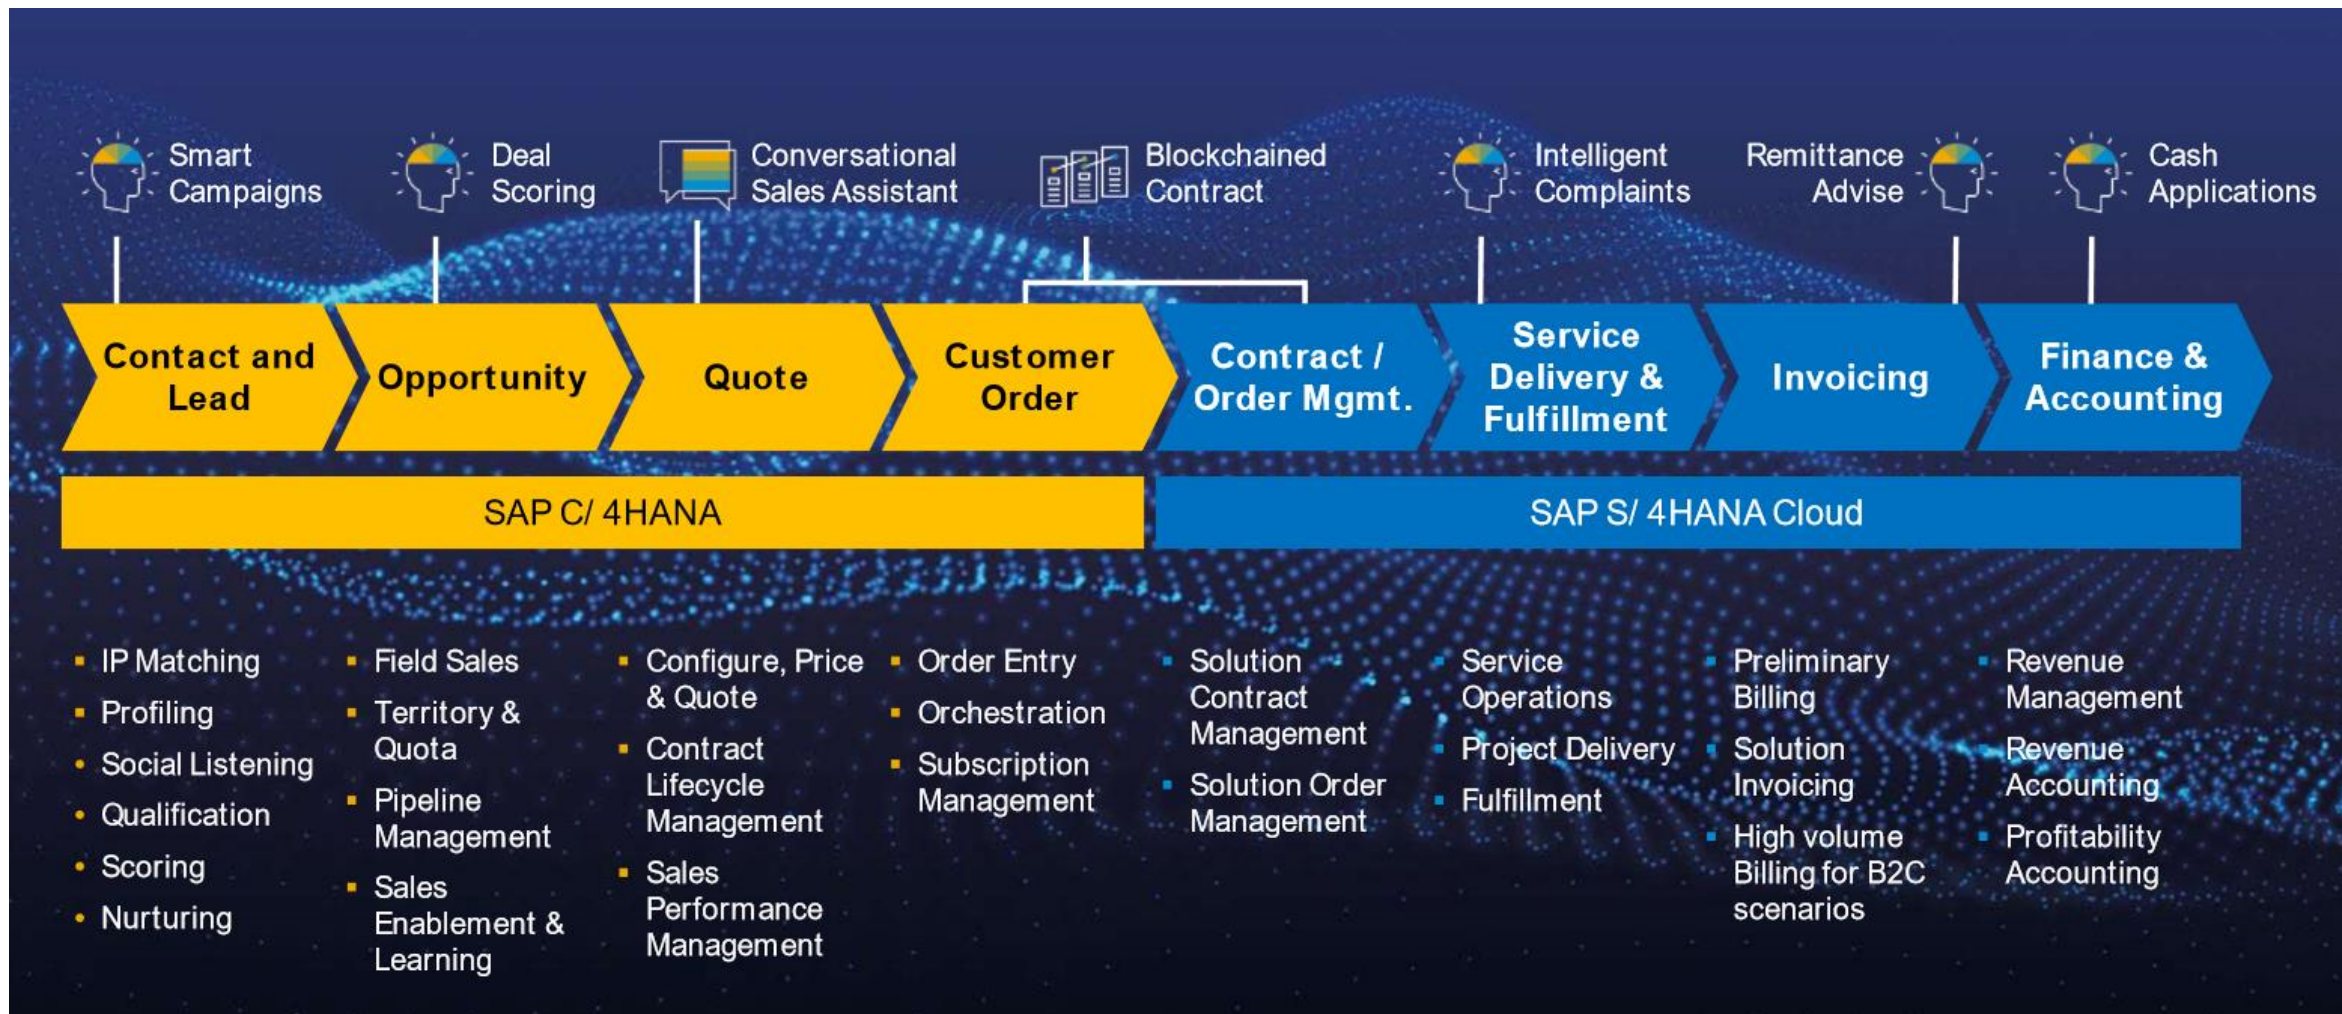 Smart
Campaigns
Deal
Scoring
Conversational
Sales Assistant
Blockchained
Contract
Intelligent
Complaints
Remittance
Advise
Cash
Applications
Contact and
Lead
Opportunity
Quote
Customer
Order
Contract /
Order Mgmt.
Service
Delivery &
Fulfillment
Invoicing
Finance &
Accounting
SAP C/ 4HANA
SAP S/ 4HANA Cloud
▪ IP Matching
▪ Profiling
• Social Listening
• Qualification
• Scoring
• Nurturing
▪ Field Sales
▪ Territory &
Quota
▪ Pipeline
Management
▪ Sales
Enablement &
Learning
▪ Configure, Price
& Quote
▪ Contract
Lifecycle
Management
▪ Sales
Performance
Management
▪ Order Entry
▪ Orchestration
▪ Subscription
Management
▪ Solution
Contract
Management
▪ Solution Order
Management
▪ Service
Operations
▪ Project Delivery
▪ Fulfillment
▪ Preliminary
Billing
▪ Solution
Invoicing
▪ High volume
Billing for B2C
scenarios
▪ Revenue
Management
▪ Revenue
Accounting
▪ Profitability
Accounting